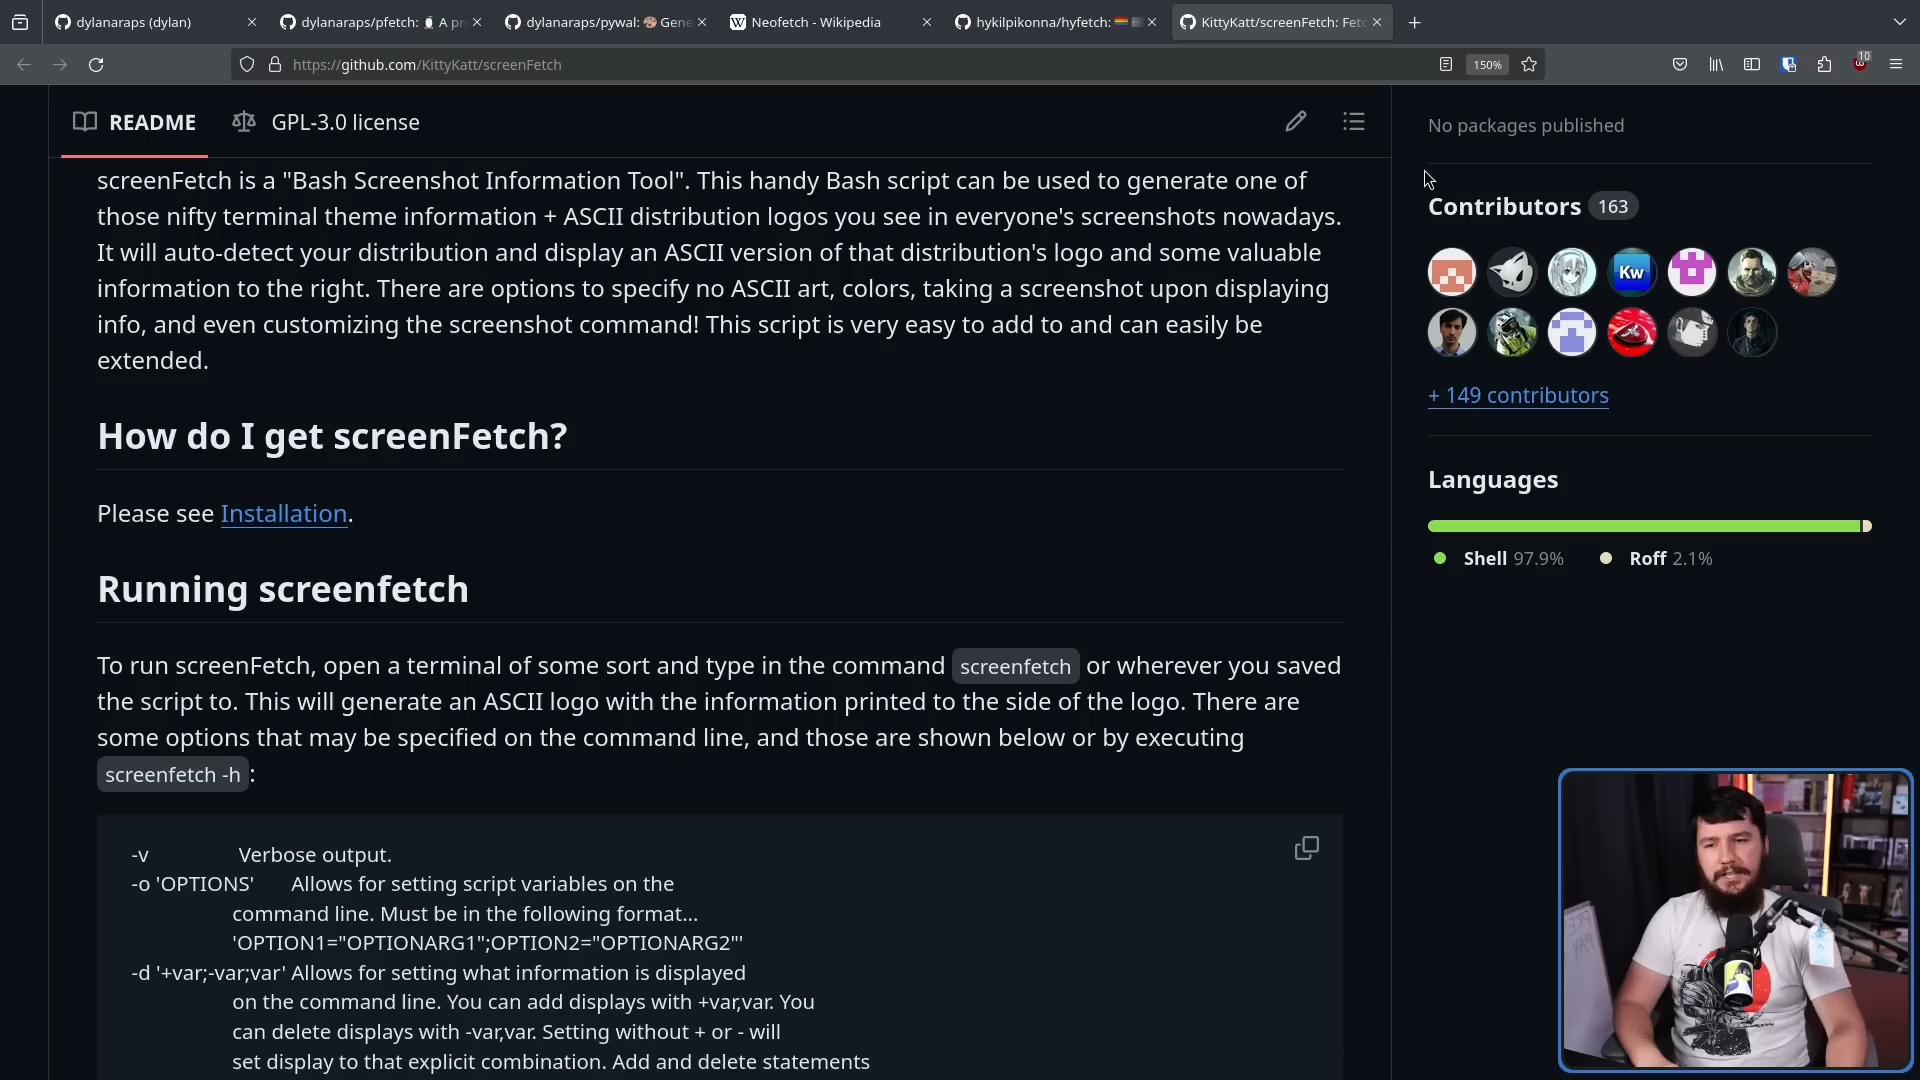 dylanaraps (dylan)
dylanaraps/pfetch: A pr
dylanaraps/pywal: Gene
Neofetch - Wikipedia
hykilpikonna/hyfetch:
KittyKatt/screenFetch: Fetc
https://github.com/KittyKatt/screenFetch
150%
10
README
GPL-3.0 license
screenFetch is a "Bash Screenshot Information Tool". This handy Bash script can be used to generate one of
those nifty terminal theme information + ASCII distribution logos you see in everyone's screenshots nowadays.
It will auto-detect your distribution and display an ASCII version of that distribution's logo and some valuable
information to the right. There are options to specify no ASCII art, colors, taking a screenshot upon displaying
info, and even customizing the screenshot command! This script is very easy to add to and can easily be
extended.
How do I get screenFetch?
Please see Installation.
Running screenfetch
To run screenFetch, open a terminal of some sort and type in the command screenfetch or wherever you saved
the script to. This will generate an ASCII logo with the information printed to the side of the logo. There are
some options that may be specified on the command line, and those are shown below or by executing
screenfetch -h:
-v Verbose output.
-o 'OPTIONS' Allows for setting script variables on the
command line. Must be in the following format...
'OPTION1="OPTIONARG1";OPTION2="OPTIONARG2"'
-d '+var;-var;var' Allows for setting what information is displayed
on the command line. You can add displays with +var,var. You
can delete displays with -var,var. Setting without + or - will
set display to that explicit combination. Add and delete statements
No packages published
Contributors 163
Kw
+ 149 contributors
Languages
Shell 97.9% Roff 2.1%